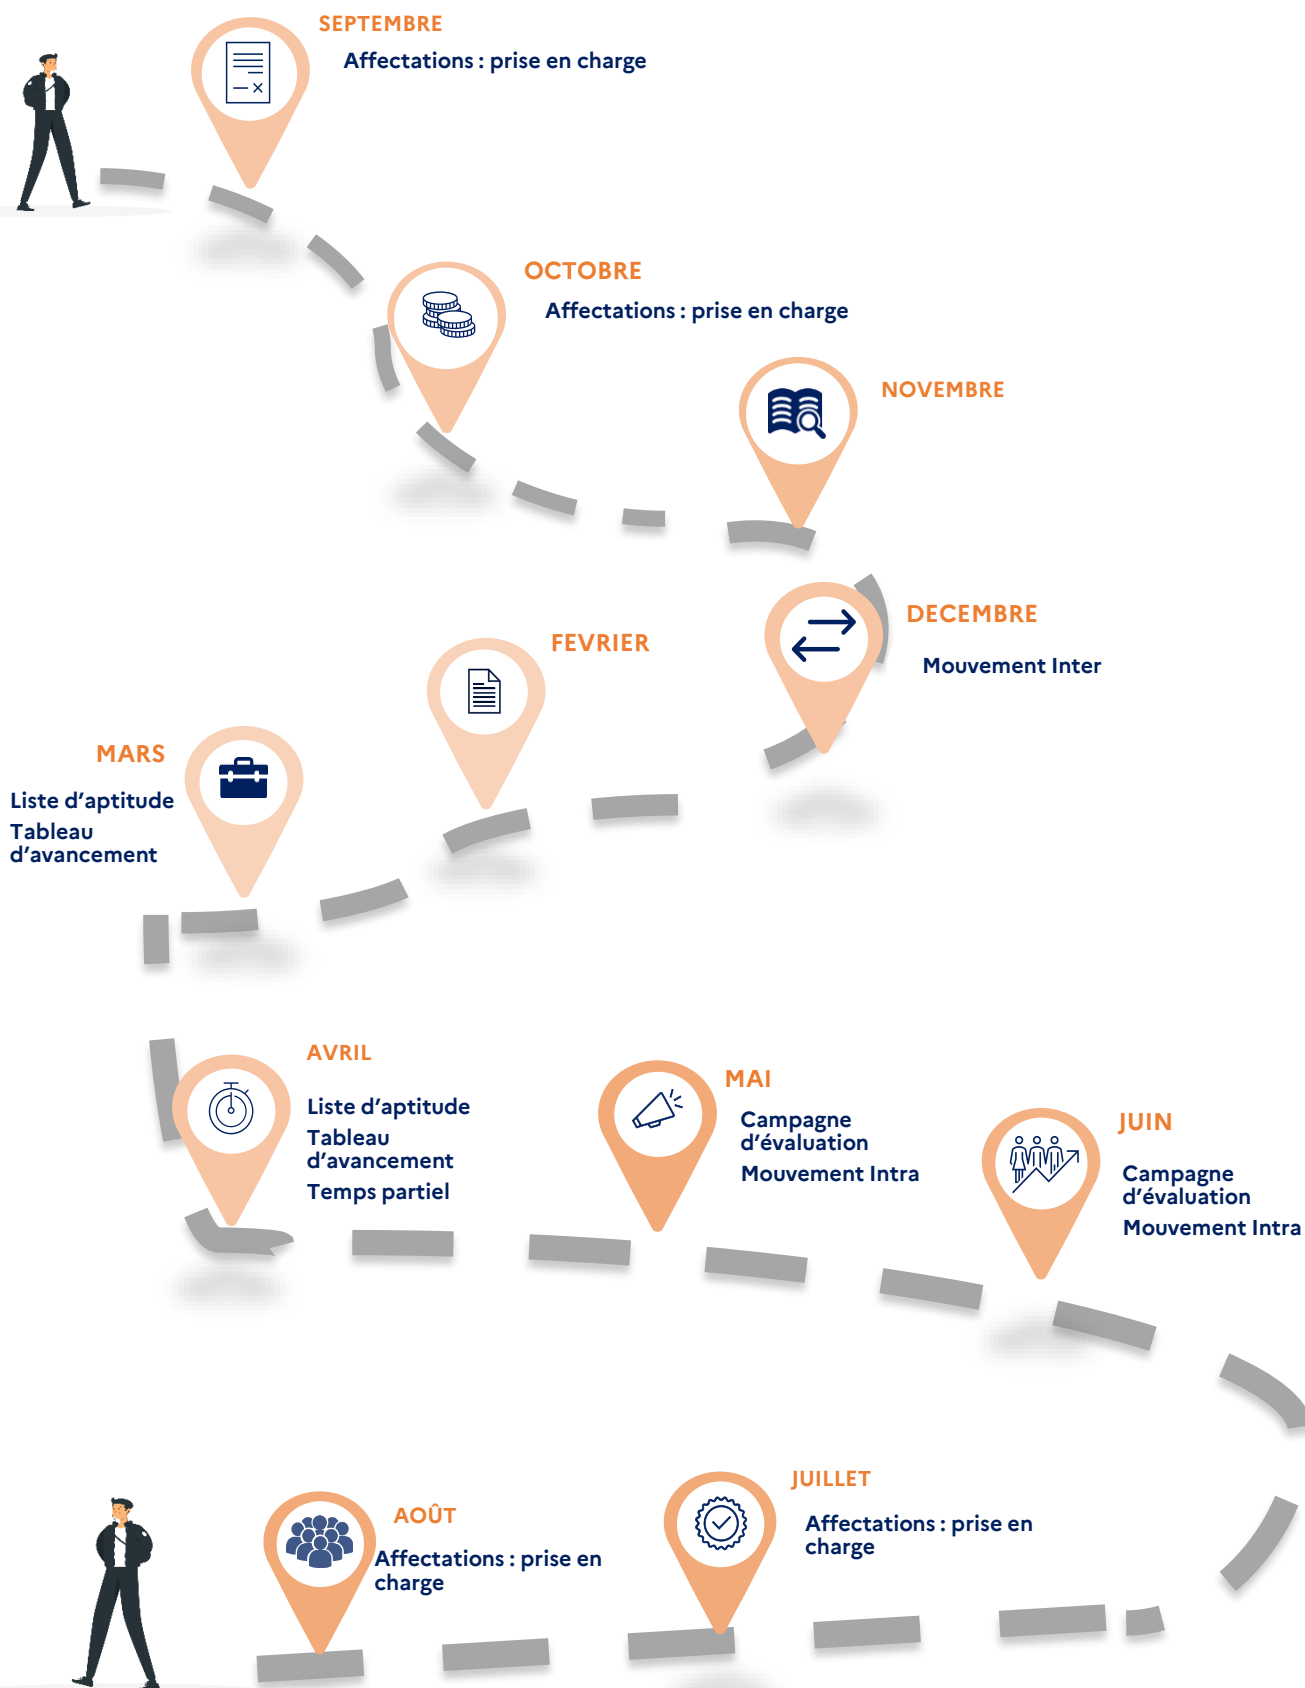 SEPTEMBRE
Affectations : prise en charge
OCTOBRE
Affectations : prise en charge
NOVEMBRE
DECEMBRE
Mouvement Inter
FEVRIER
MARS
Liste d'aptitude
Tableau
d'avancement
AVRIL
Liste d'aptitude
Tableau
d'avancement
Temps partiel
MAI
Campagne
d'évaluation
Mouvement Intra
JUIN
Campagne
d'évaluation
Mouvement Intra
JUILLET
Affectations : prise en
charge
AOÛT
Affectations : prise en
charge